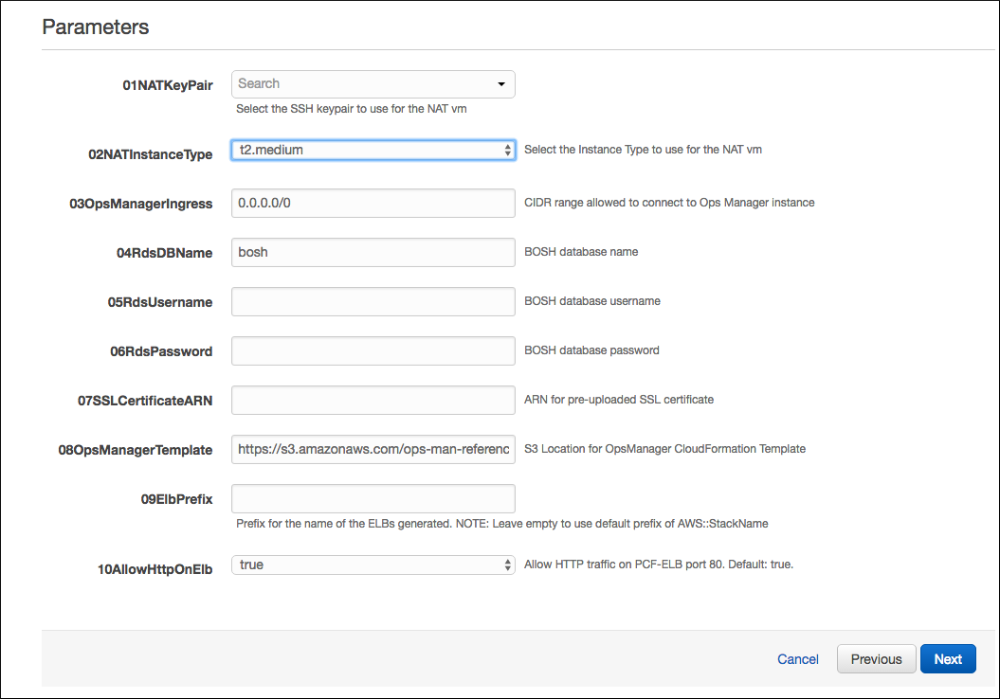 Parameters
01NATKeyPair
Search
Select the SSH keypair to use for the NAT vm
02NATInstanceType
t2.medium
Select the Instance Type to use for the NAT vm
03OpsManagerIngress
0.0.0.0/0
CIDR range allowed to connect to Ops Manager instance
04RdsDBName
bosh
BOSH database name
05RdsUsername
BOSH database username
06RdsPassword
BOSH database password
07SSLCertificateARN
ARN for pre-uploaded SSL certificate
08OpsManagerTemplate
https://s3.amazonaws.com/ops-man-referenc
S3 Location for OpsManager CloudFormation Template
09ElbPrefix
Prefix for the name of the ELBs generated. NOTE: Leave empty to use default prefix of AWS::StackName
10AllowHttpOnElb
true
Allow HTTP traffic on PCF-ELB port 80. Default: true.
Cancel
Previous
Next